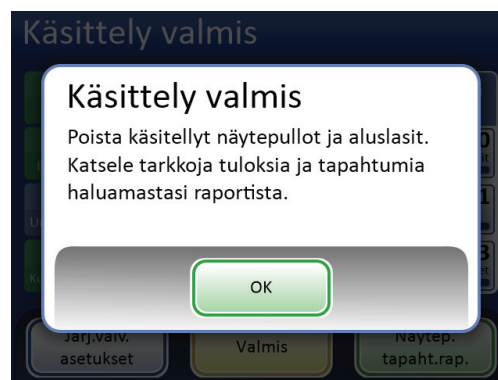 Käsittely valmis
Käsittely valmis
Poista käsitellyt näytepullot ja aluslasit.
Katsele tarkkoja tuloksia ja tapahtumia
haluamastasi raportista.
OK
Järj.valv.
asetukset
Valmis
Näytep.
tapaht.rap.